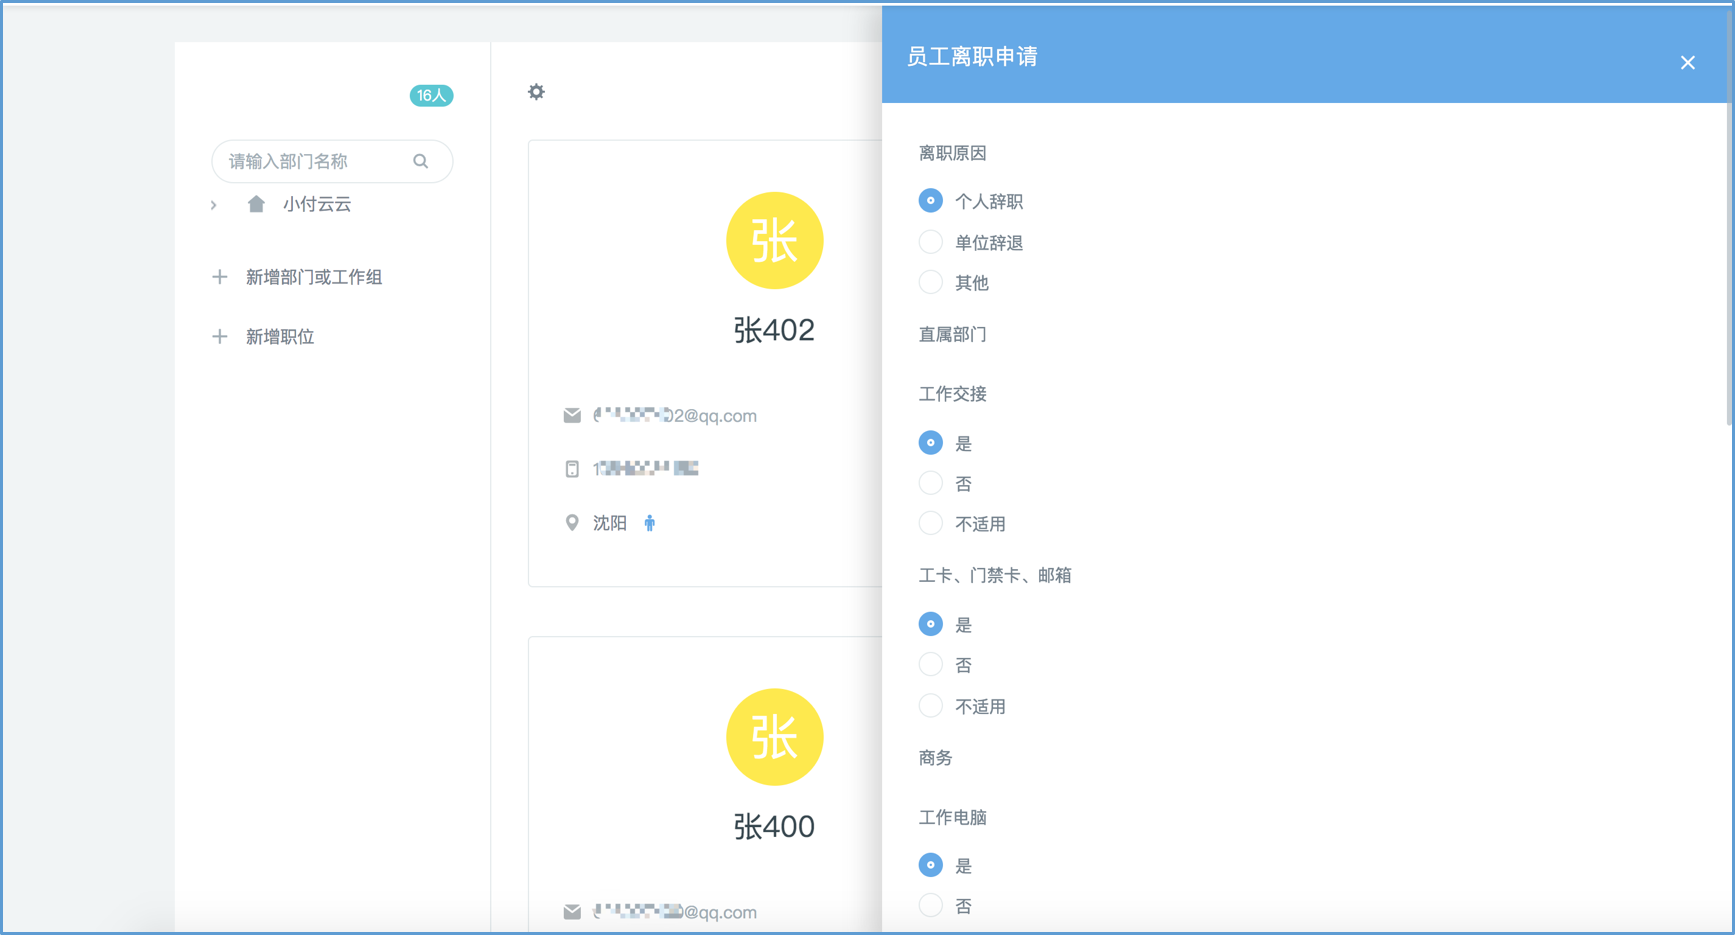 16人
请输入部门名称
小付云云
新增部门或工作组
新增职位
张
张402
02@qq.com
沈阳
张
张400
@qq.com
员工离职申请
离职原因
个人辞职
单位辞退
其他
直属部门
工作交接
是
否
不适用
工卡、门禁卡、邮箱
是
否
不适用
商务
工作电脑
是
否